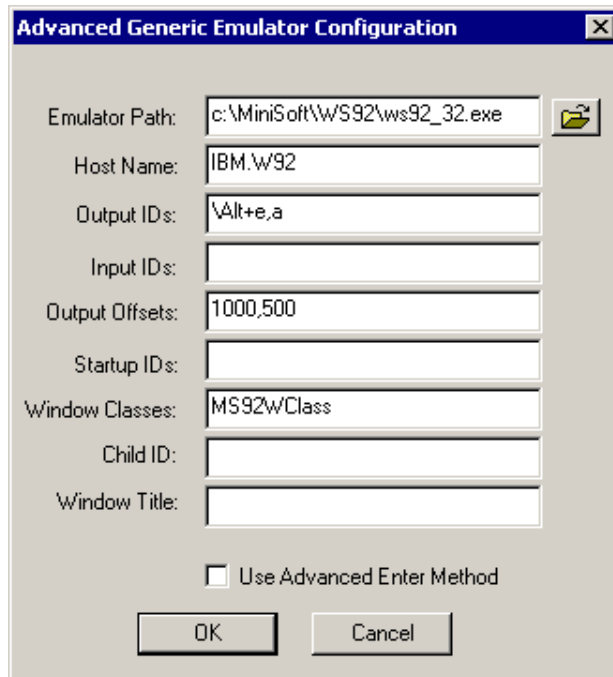 Advanced Generic Emulator Configuration
Emulator Path: c:\MiniSoft\WS92\ws92_32.exe
Host Name: IBM.W92
Output IDs: \Alt+e,a
Input IDs:
Output Offsets: 1000,500
Startup IDs:
Window Classes: MS92WClass
Child ID:
Window Title:
Use Advanced Enter Method
OK Cancel